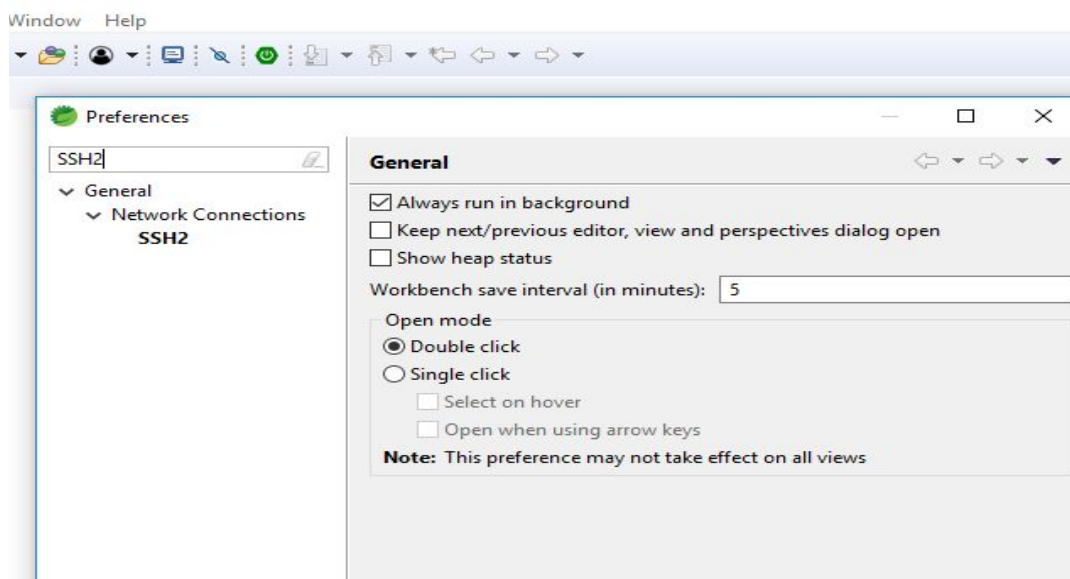 Window Help
Preferences
SSH2
General
General
Network Connections
SSH2
Always run in background
Keep next/previous editor, view and perspectives dialog open
Show heap status
Workbench save interval (in minutes): 5
Open mode
Double click
Single click
Select on hover
Open when using arrow keys
Note: This preference may not take effect on all views